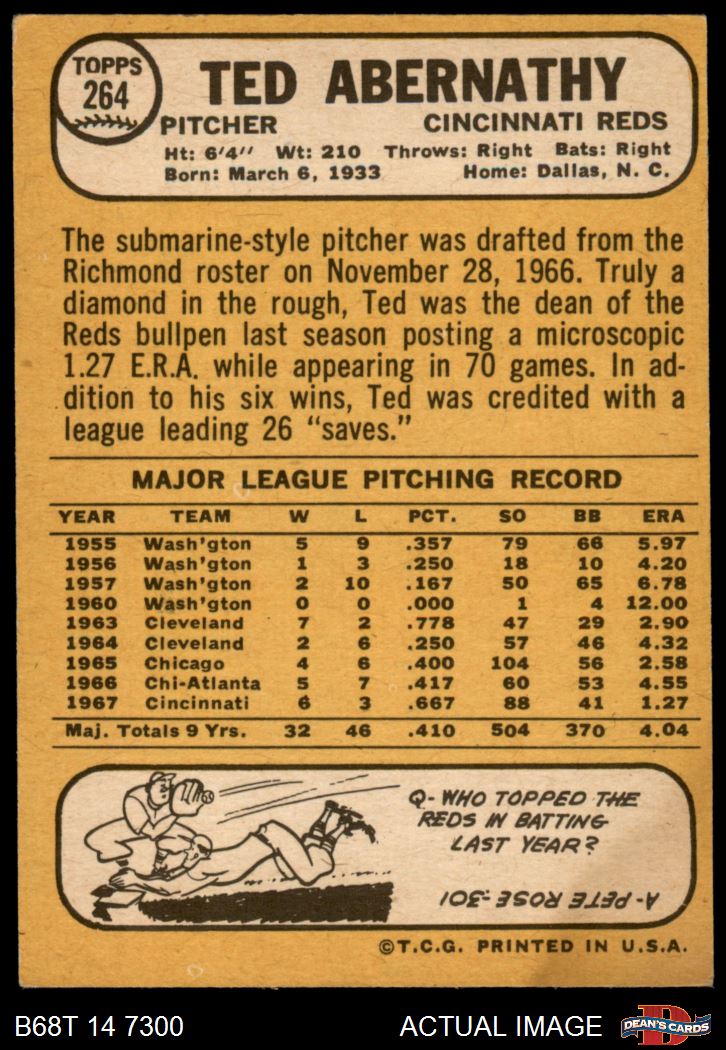 TOPPS
264
TED ABERNATHY
PITCHER CINCINNATI REDS
Ht: 6'4" Wt: 210 Throws: Right Bats: Right
Born: March 6, 1933 Home: Dallas, N. C.
The submarine-style pitcher was drafted from the
Richmond roster on November 28, 1966. Truly a
diamond in the rough, Ted was the dean of the
Reds bullpen last season posting a microscopic
1.27 E.R.A. while appearing in 70 games. In ad-
dition to his six wins, Ted was credited with a
league leading 26 "saves."
MAJOR LEAGUE PITCHING RECORD
YEAR TEAM W L PCT. SO BB ERA
1955 Wash'gton 5 9 .357 79 66 5.97
1956 Wash'gton 1 3 .250 18 10 4.20
1957 Wash'gton 2 10 .167 50 65 6.78
1960 Wash'gton 0 0 .000 1 4 12.00
1963 Cleveland 7 2 .778 47 29 2.90
1964 Cleveland 2 6 .250 57 46 4.32
1965 Chicago 4 6 .400 104 56 2.58
1966 Chi-Atlanta 5 7 .417 60 53 4.55
1967 Cincinnati 6 3 .667 88 41 1.27
Maj. Totals 9 Yrs. 32 46 .410 504 370 4.04
Q- WHO TOPPED THE
REDS IN BATTING
LAST YEAR?
A- PETE ROSE-.301
©T.C.G. PRINTED IN U.S.A.
B68T 14 7300 ACTUAL IMAGE
D
DEAN'S CARDS